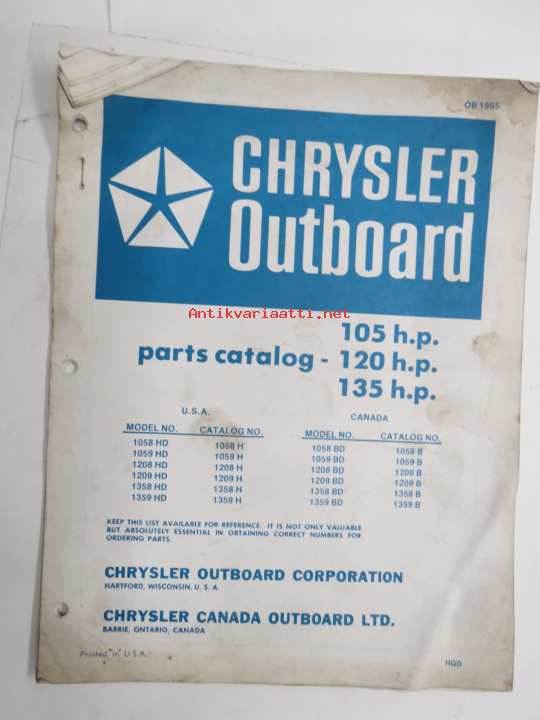 OB 1995
CHRYSLER
Outboard
Antikvariaatti.net
105 h.p.
parts catalog - 120 h.p.
135 h.p.
U.S.A. CANADA
MODEL NO. CATALOG NO. MODEL NO. CATALOG NO.
1058 HD 1058 H 1058 BD 1058 B
1059 HD 1059 H 1059 BD 1059 B
1208 HD 1208 H 1208 BD 1208 B
1209 HD 1209 H 1209 BD 1209 B
1358 HD 1358 H 1358 BD 1358 B
1359 HD 1359 H 1359 BD 1359 B
KEEP THIS LIST AVAILABLE FOR REFERENCE. IT IS NOT ONLY VALUABLE
BUT ABSOLUTELY ESSENTIAL IN OBTAINING CORRECT NUMBERS FOR
ORDERING PARTS.
CHRYSLER OUTBOARD CORPORATION
HARTFORD, WISCONSIN, U. S. A.
CHRYSLER CANADA OUTBOARD LTD.
BARRIE, ONTARIO, CANADA
Printed in U.S.A. HGD